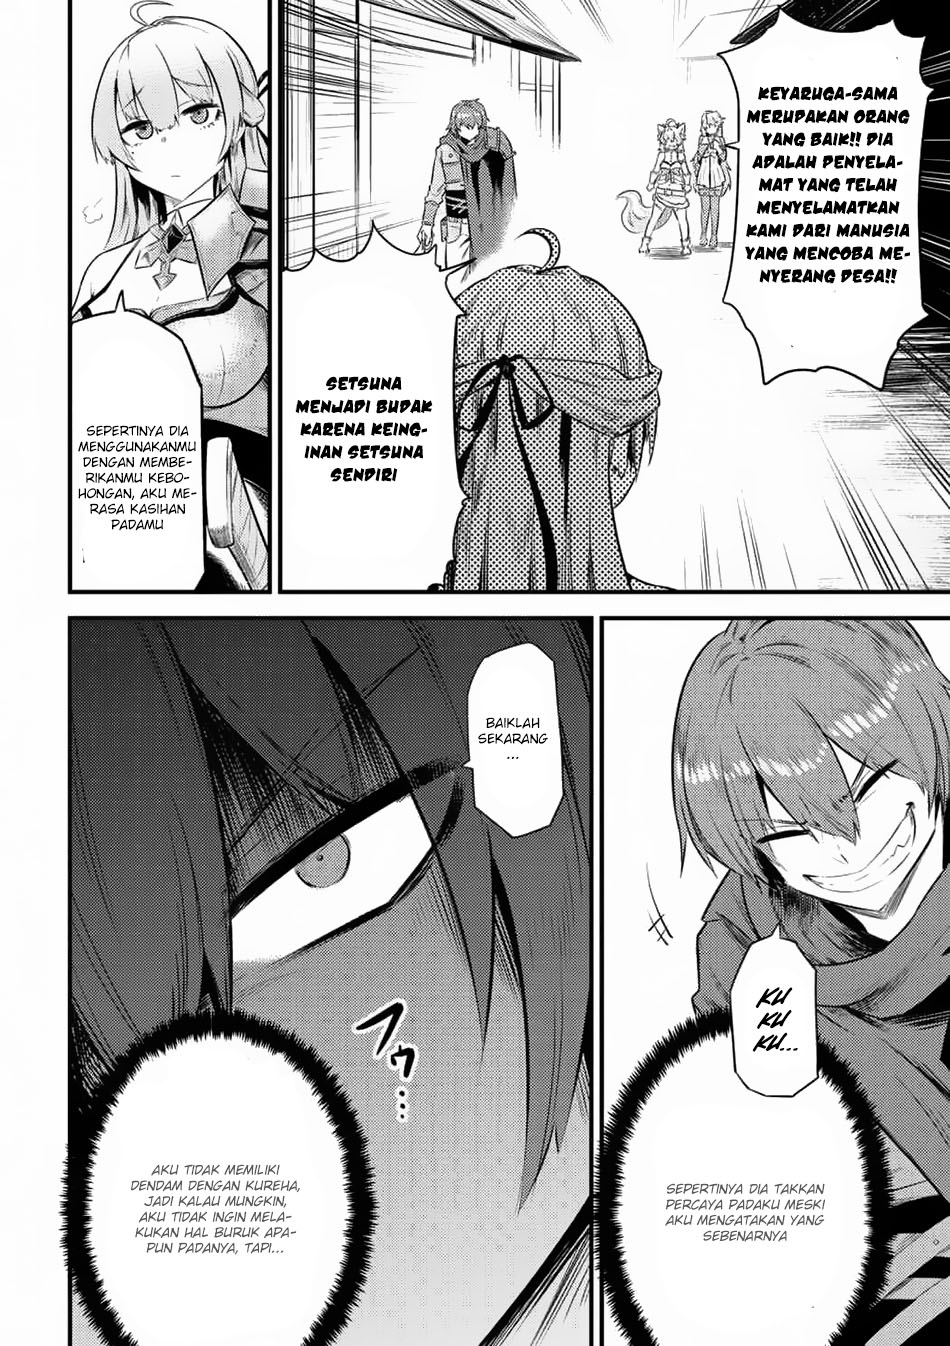 KEYARUGA-SAMA
MERUPAKAN ORANG
YANG BAIK!! DIA
ADALAH PENYELA-
MAT YANG TELAH
MENYELAMATKAN
KAMI DARI MANUSIA
YANG MENCOBA ME-
NYERANG DESA!!
SETSUNA
MENJADI BUDAK
KARENA KEING-
INAN SETSUNA
SENDIRI
SEPERTINYA DIA
MENGGUNAKANMU
DENGAN MEMBE-
RIKANMU KEBO-
HONGAN, AKU ME-
RASA KASIHAN
PADAMU
KU
KU
KU...
SEPERTINYA DIA TAKKAN
PERCAYA PADAKU MESKI
AKU MENGATAKAN YANG
SEBENARNYA
BAIKLAH
SEKARANG
...
フゥ…
AKU TIDAK MEMILIKI
DENDAM DENGAN KUREHA,
JADI KALAU MUNGKIN,
AKU TIDAK INGIN MELA-
KUKAN HAL BURUK APA-
PUN PADANYA, TAPI...